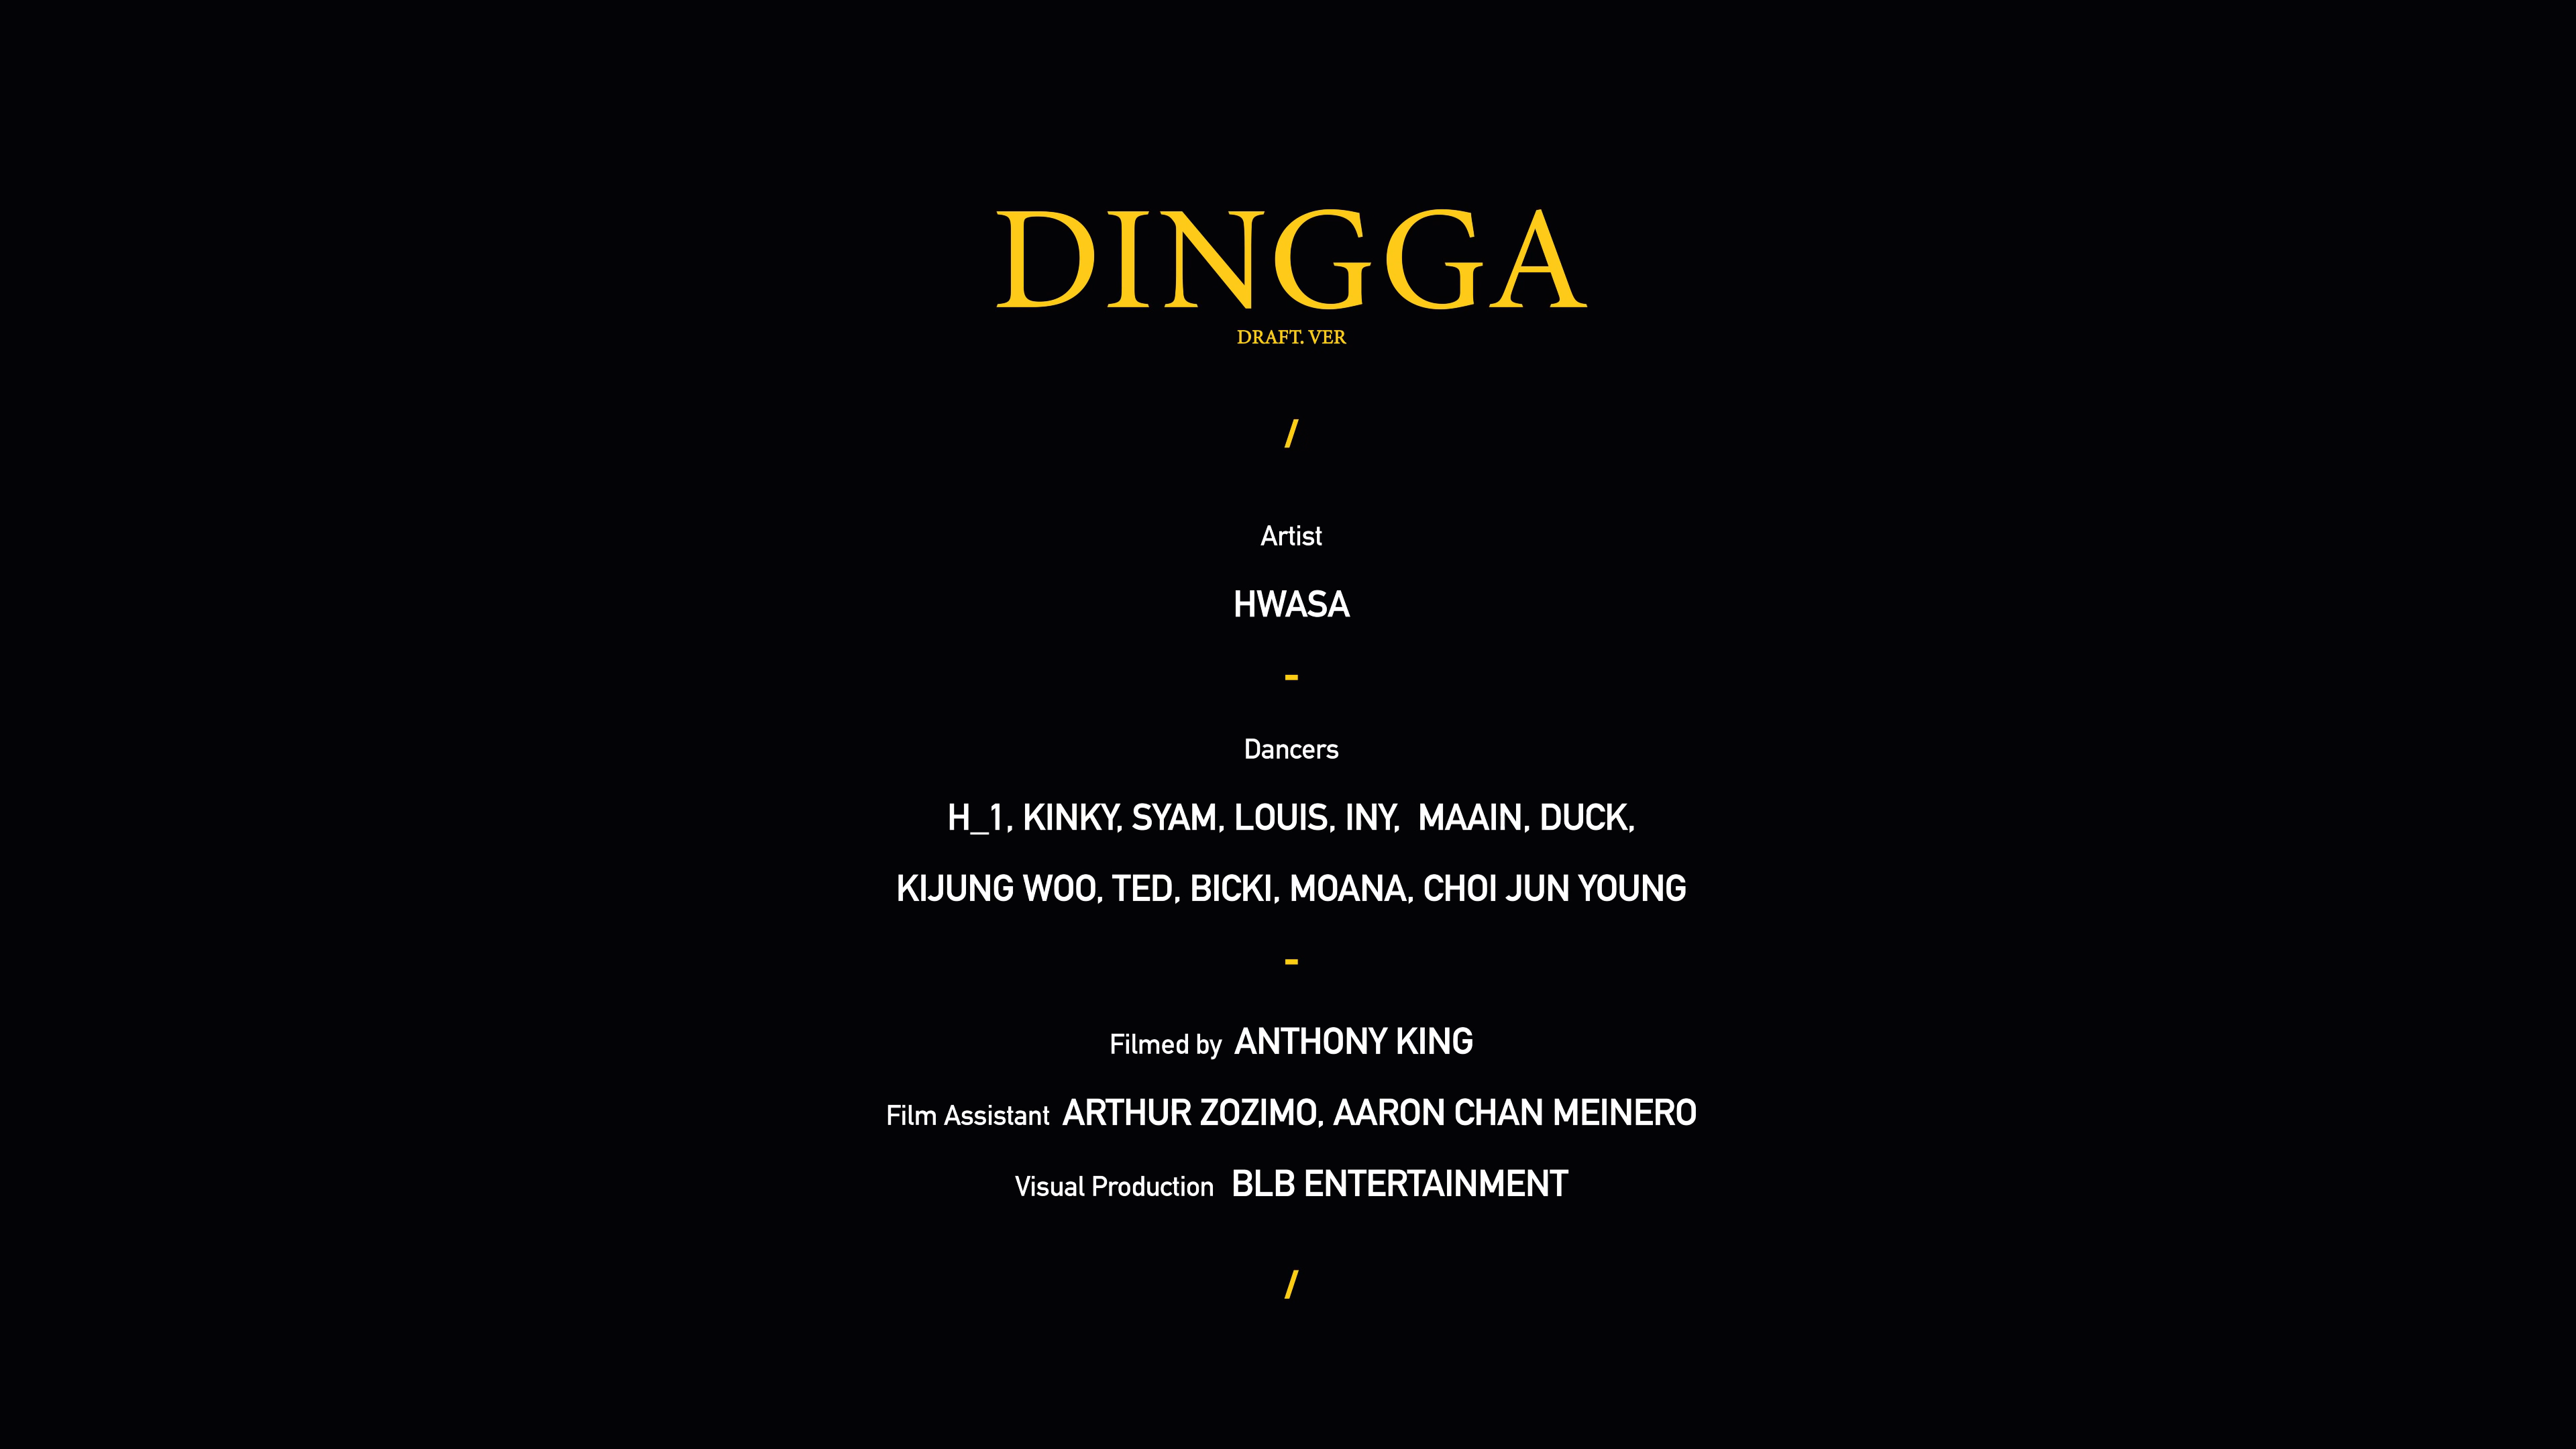 DINGGA
DRAFT. VER
/
Artist
HWASA
-
Dancers
H_1, KINKY, SYAM, LOUIS, INY,  MAAIN, DUCK,
KIJUNG WOO, TED, BICKI, MOANA, CHOI JUN YOUNG
-
Filmed by  ANTHONY KING
Film Assistant  ARTHUR ZOZIMO, AARON CHAN MEINERO
Visual Production  BLB ENTERTAINMENT
/